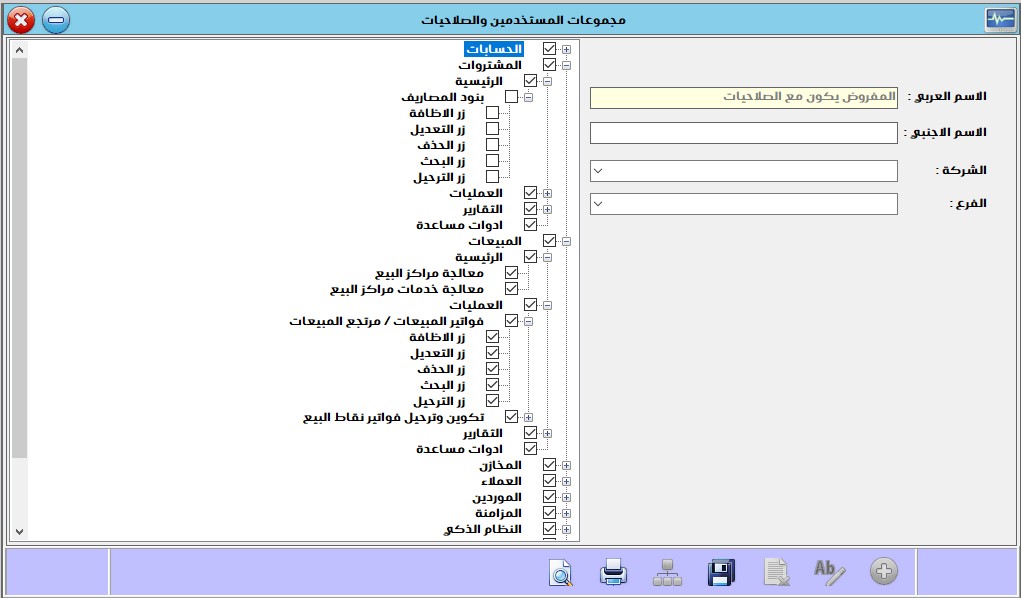 مجموعات المستخدمين والصلاحيات
الاسم العربي :
المفروض يكون مع الصلاحيات
الاسم الاجنبي :
الشركة :
الفرع :
الحسابات
المشتروات
الرئيسية
بنود المصاريف
زر الاظافة
زر التعديل
زر الحذف
زر البحث
زر الترحيل
العمليات
التقارير
ادوات مساعدة
المبيعات
الرئيسية
معالجة مراكز البيع
معالجة خدمات مراكز البيع
العمليات
فواتير المبيعات / مرتجع المبيعات
زر الاظافة
زر التعديل
زر الحذف
زر البحث
زر الترحيل
تكوين وترحيل فواتير نقاط البيع
التقارير
ادوات مساعدة
المخازن
العملاء
الموردين
المزامنة
النظام الذكي
Ab